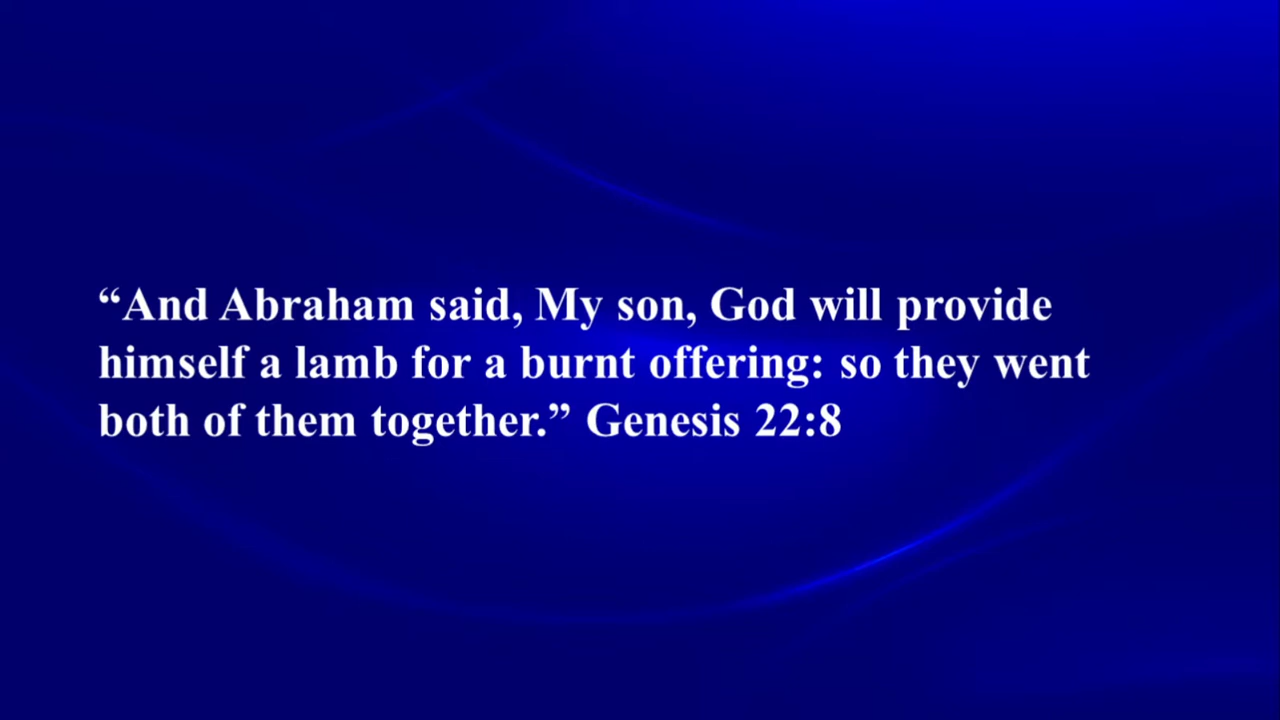 “And Abraham said, My son, God will provide
himself a lamb for a burnt offering: so they went
both of them together.” Genesis 22:8